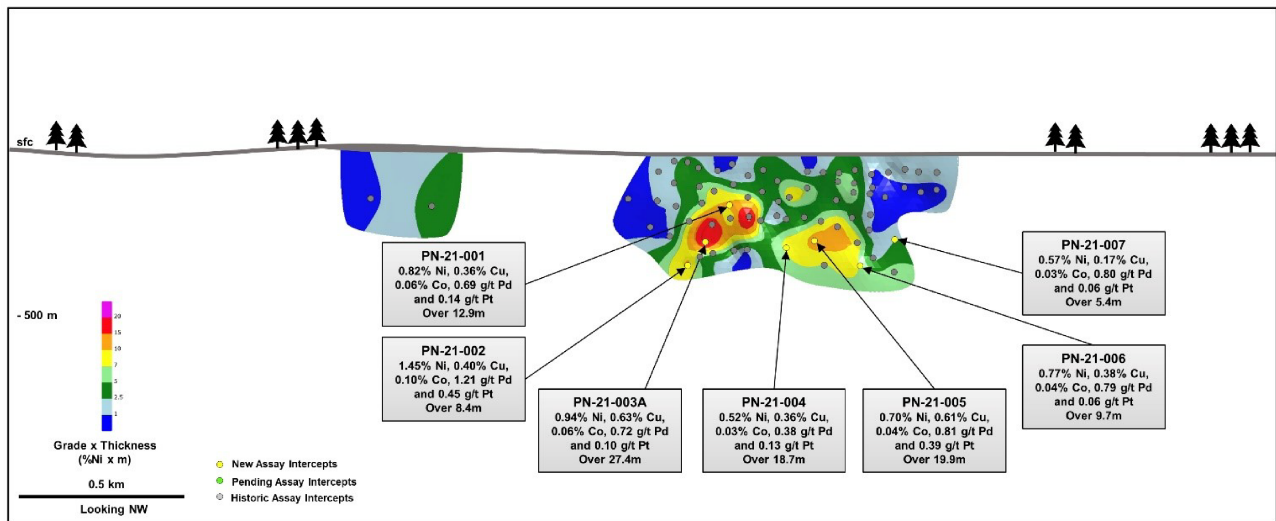 sfc
PN-21-001
0.82% Ni, 0.36% Cu,
0.06% Co, 0.69 g/t Pd
and 0.14 g/t Pt
Over 12.9m
PN-21-007
0.57% Ni, 0.17% Cu,
0.03% Co, 0.80 g/t Pd
and 0.06 g/t Pt
Over 5.4m
- 500 m
20
15
10
7
5
2.5
1
PN-21-002
1.45% Ni, 0.40% Cu,
0.10% Co, 1.21 g/t Pd
and 0.45 g/t Pt
Over 8.4m
PN-21-006
0.77% Ni, 0.38% Cu,
0.04% Co, 0.79 g/t Pd
and 0.06 g/t Pt
Over 9.7m
PN-21-003A
0.94% Ni, 0.63% Cu,
0.06% Co, 0.72 g/t Pd
and 0.10 g/t Pt
Over 27.4m
PN-21-004
0.52% Ni, 0.36% Cu,
0.03% Co, 0.38 g/t Pd
and 0.13 g/t Pt
Over 18.7m
PN-21-005
0.70% Ni, 0.61% Cu,
0.04% Co, 0.81 g/t Pd
and 0.39 g/t Pt
Over 19.9m
Grade x Thickness
(%Ni x m)
0.5 km
Looking NW
New Assay Intercepts
Pending Assay Intercepts
Historic Assay Intercepts